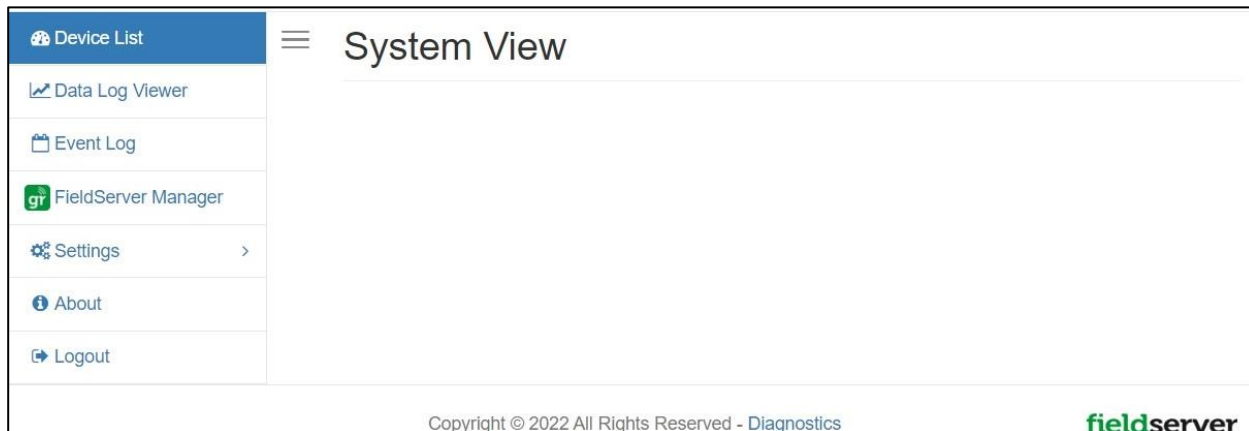 Device List
System View
Data Log Viewer
Event Log
gr FieldServer Manager
Settings
About
Logout
Copyright © 2022 All Rights Reserved - Diagnostics
fieldserver